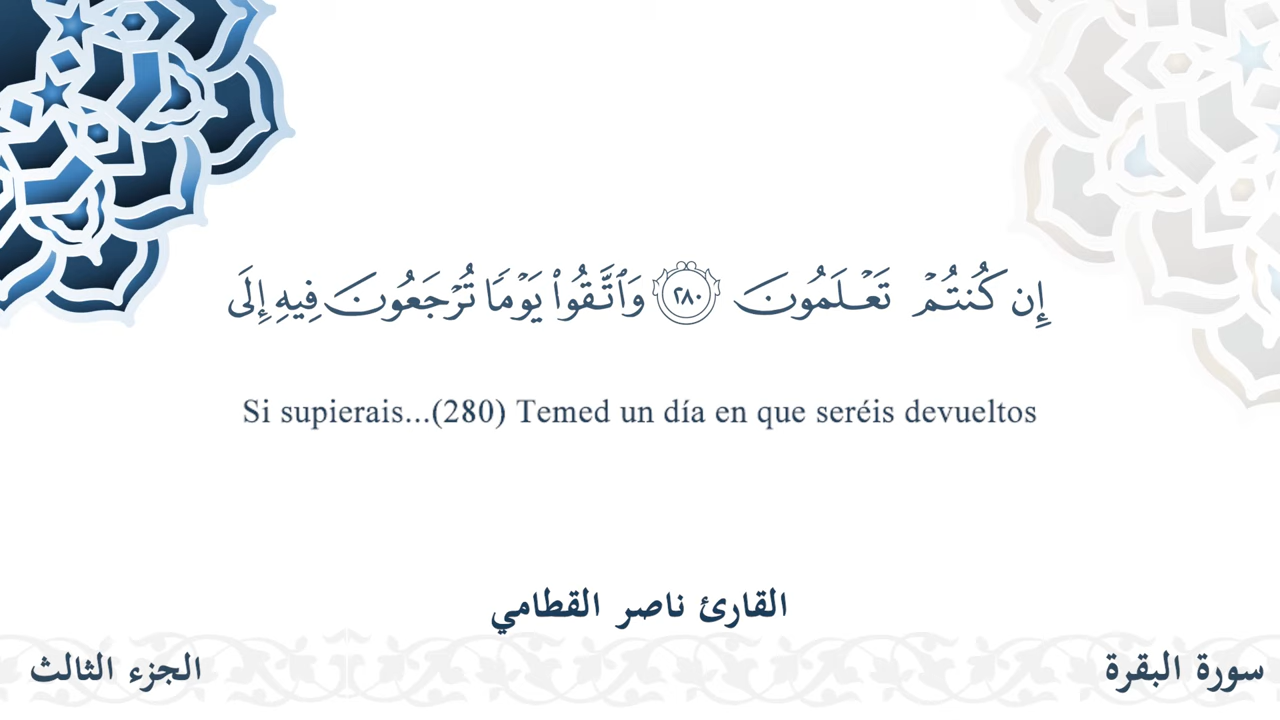 إِن كُنتُمْ تَعْلَمُونَ ٢٨٠ وَٱتَّقُوا۟ يَوْمًا تُرْجَعُونَ فِيهِ إِلَى
Si supierais...(280) Temed un día en que seréis devueltos
القارئ ناصر القطامي
سورة البقرة
الجزء الثالث